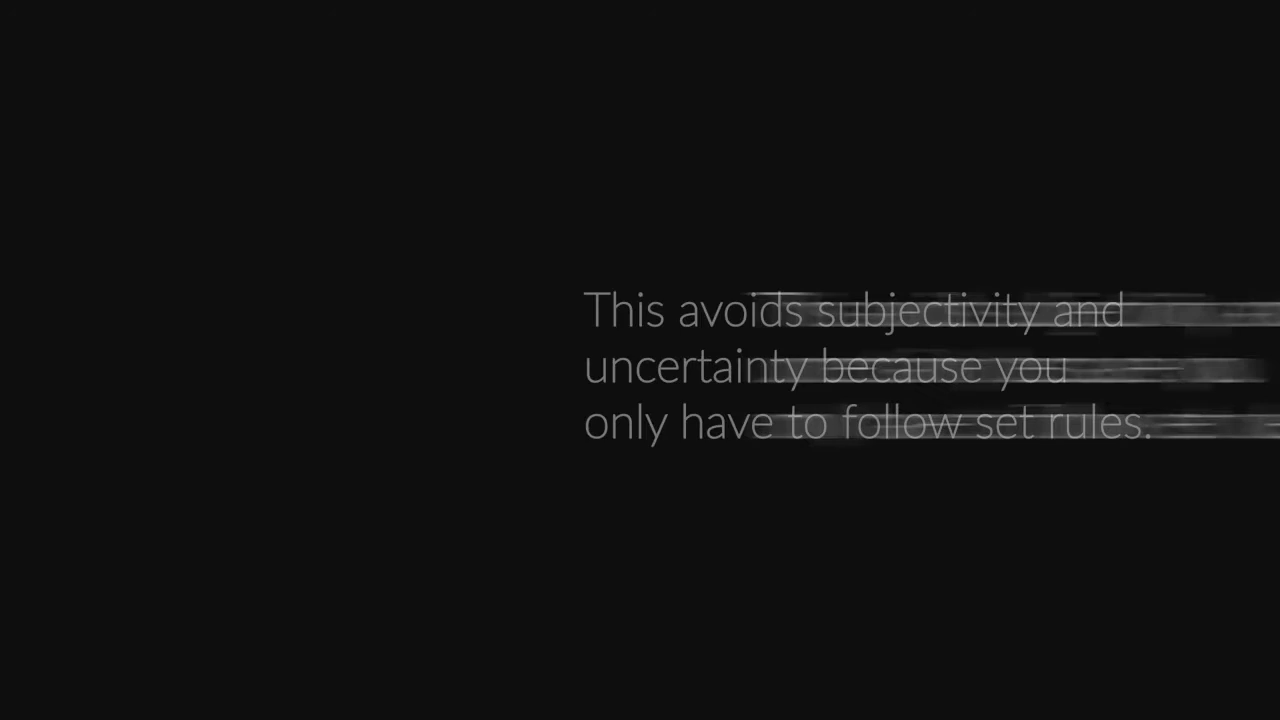 This avoids subjectivity and
uncertainty because you
only have to follow set rules.